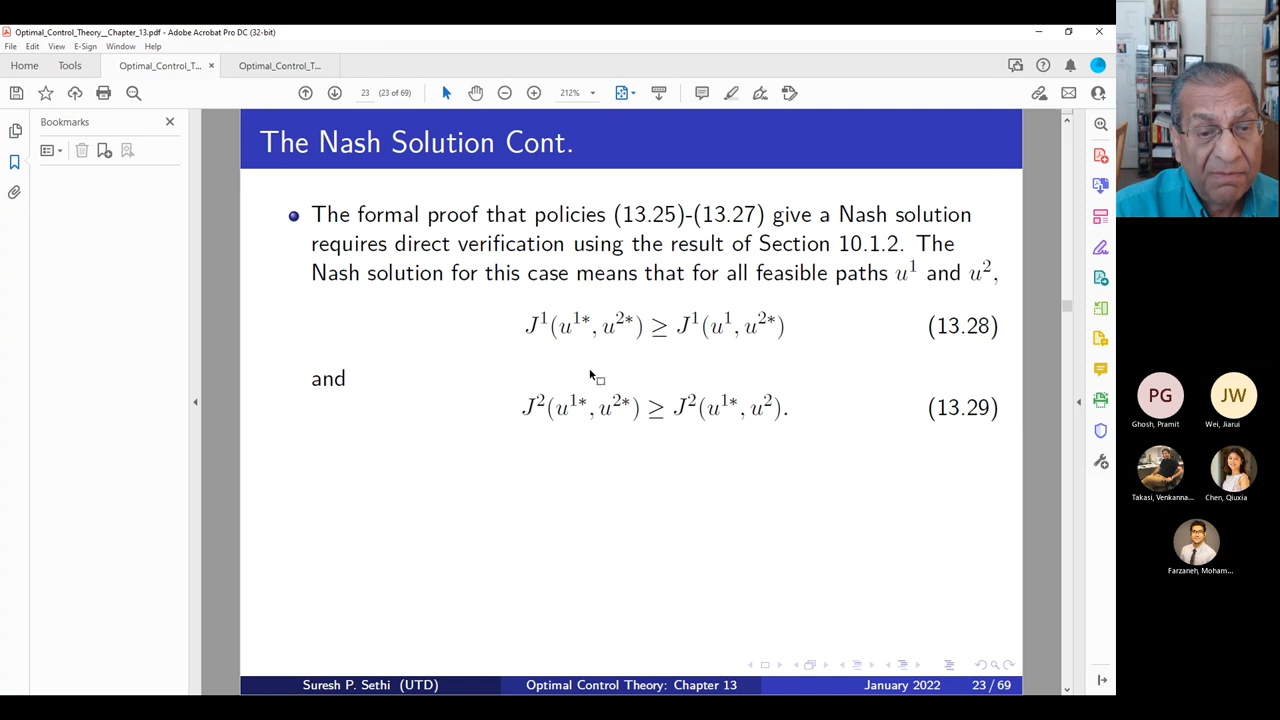 Optimal_Control_Theory__Chapter_13.pdf - Adobe Acrobat Pro DC (32-bit)
File Edit View E-Sign Window Help
Home Tools Optimal_Control_T... × Optimal_Control_T...
23 (23 of 69) 212%
Bookmarks ×
The Nash Solution Cont.
The formal proof that policies (13.25)-(13.27) give a Nash solution
requires direct verification using the result of Section 10.1.2. The
Nash solution for this case means that for all feasible paths u¹ and u²,
J¹(u¹*, u²*) ≥ J¹(u¹, u²*) (13.28)
and
J²(u¹*, u²*) ≥ J²(u¹*, u²). (13.29)
Suresh P. Sethi (UTD) Optimal Control Theory: Chapter 13 January 2022 23 / 69
PG JW
Ghosh, Pramit Wei, Jiarui
Takasi, Venkanna... Chen, Qiuxia
Farzaneh, Moham...